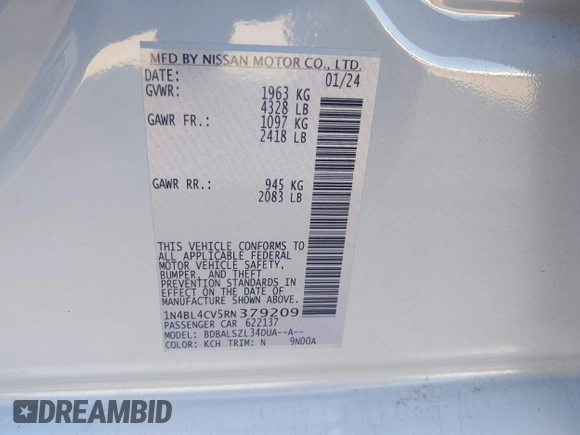 MFD BY NISSAN MOTOR CO., LTD.
DATE: 01/24
GVWR: 1963 KG
4328 LB
GAWR FR.: 1097 KG
2418 LB
GAWR RR.: 945 KG
2083 LB
THIS VEHICLE CONFORMS TO
ALL APPLICABLE FEDERAL
MOTOR VEHICLE SAFETY,
BUMPER, AND THEFT
PREVENTION STANDARDS IN
EFFECT ON THE DATE OF
MANUFACTURE SHOWN ABOVE.
1N4BL4CV5RN379209
PASSENGER CAR 622137
MODEL: BDBALSZL34DUA--A--
COLOR: KCH TRIM: N 9N00A
DREAMBID